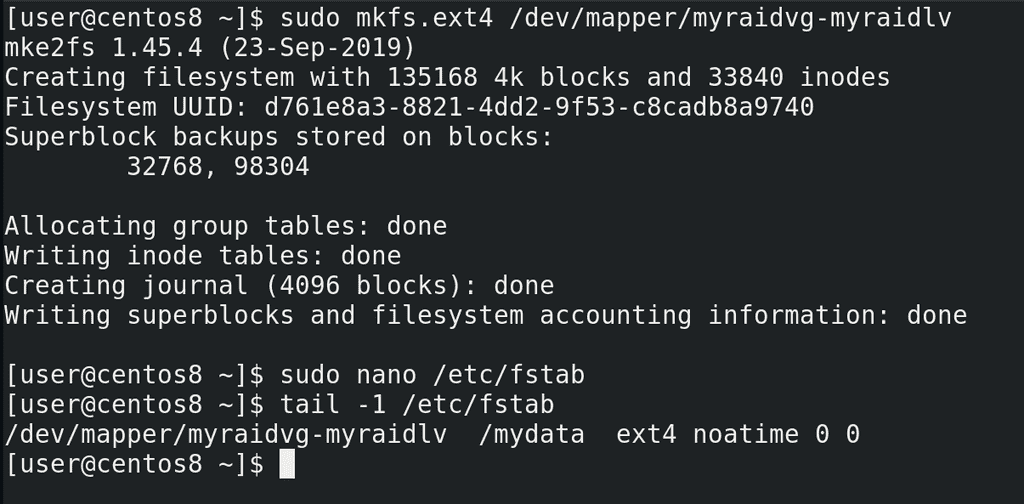 [user@centos8 ~]$ sudo mkfs.ext4 /dev/mapper/myraidvg-myraidlv
mke2fs 1.45.4 (23-Sep-2019)
Creating filesystem with 135168 4k blocks and 33840 inodes
Filesystem UUID: d761e8a3-8821-4dd2-9f53-c8cadb8a9740
Superblock backups stored on blocks:
        32768, 98304

Allocating group tables: done
Writing inode tables: done
Creating journal (4096 blocks): done
Writing superblocks and filesystem accounting information: done

[user@centos8 ~]$ sudo nano /etc/fstab
[user@centos8 ~]$ tail -1 /etc/fstab
/dev/mapper/myraidvg-myraidlv  /mydata  ext4 noatime 0 0
[user@centos8 ~]$